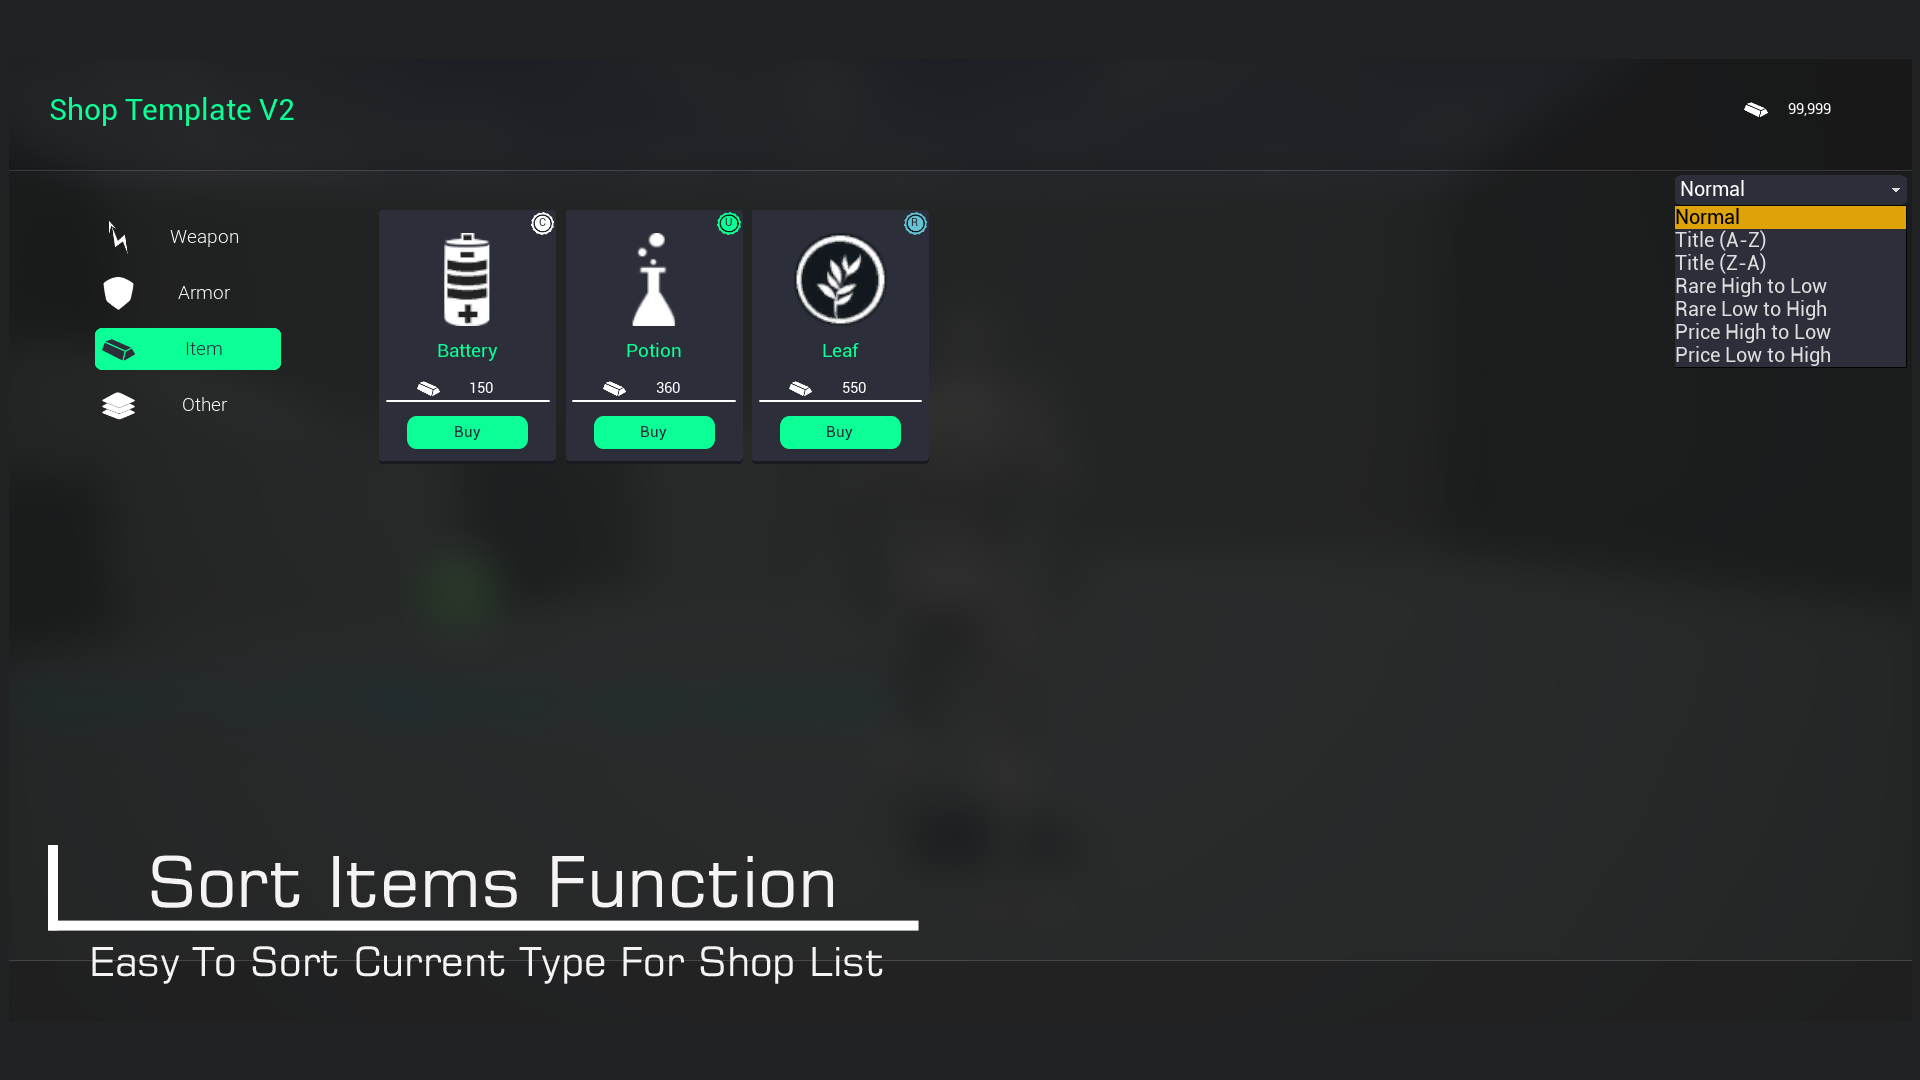 Shop Template V2
99,999
Normal
Normal
Title (A-Z)
Title (Z-A)
Rare High to Low
Rare Low to High
Price High to Low
Price Low to High
Weapon
Armor
Item
Other
C
Battery
150
Buy
U
Potion
360
Buy
R
Leaf
550
Buy
Sort Items Function
Easy To Sort Current Type For Shop List